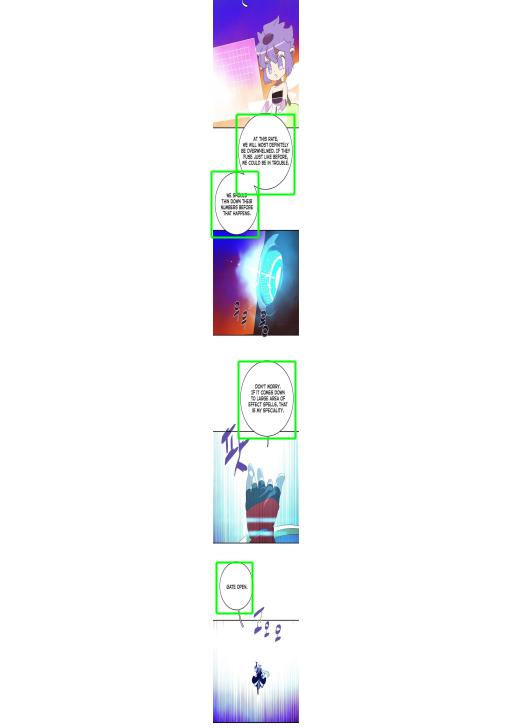 AT THIS RATE,
WE WILL MOST DEFINITELY
BE OVERWHELMED. IF THEY
FUSE JUST LIKE BEFORE,
WE COULD BE IN TROUBLE.
WE SHOULD
THIN DOWN THEIR
NUMBERS BEFORE
THAT HAPPENS.
DON'T WORRY.
IF IT COMES DOWN
TO LARGE AREA OF
EFFECT SPELLS, THAT
IS MY SPECIALITY.
GATE OPEN.